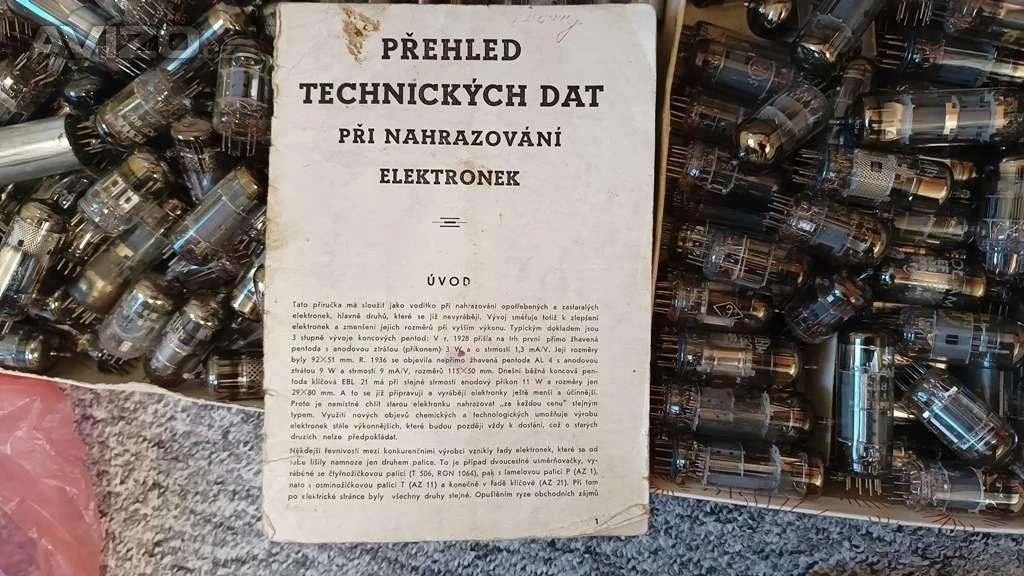 AVIZO
PŘEHLED
TECHNICKÝCH DAT
PŘI NAHRAZOVÁNÍ
ELEKTRONEK
ÚVOD
Tato příručka má sloužit jako vodítko při nahrazování opotřebených a zastaralých
elektronek, hlavně druhů, které se již nevyrábějí. Vývoj směřuje totiž k zlepšení
elektronek a zmenšení jejich rozměrů při vyšším výkonu. Typickým dokladem jsou
3 stupně vývoje koncových pentod: V r. 1928 přišla na trh první přímo žhavená
pentoda s anodovou ztrátou (příkonem) 3 W a o strmosti 1,3 mA/V. Její rozměry
byly 92×51 mm. R. 1936 se objevila nepřímo žhavená pentoda AL 4 s anodovou
ztrátou 9 W a strmostí 9 mA/V, rozměrů 115×50 mm. Dnešní běžná koncová pen-
toda klíčová EBL 21 má při stejné strmosti anodový příkon 11 W a rozměry jen
29×80 mm. A to se již připravují a vyrábějí elektronky ještě menší a účinnější.
Proto je nemístné chtít starou elektronku nahrazovat „za každou cenu" stejným
typem. Využití nových objevů chemických a technologických umožňuje výrobu
elektronek stále výkonnějších, které budou později vždy k dostání, což o starých
druzích nelze předpokládat.
Někdejší řevnivostí mezi konkurenčními výrobci vznikly řady elektronek, které se od
sebe lišily namnoze jen druhem patice. To je případ dvoucestné usměrňovačky, vy-
ráběné se čtyřnožičkovou paticí (T 506, RGN 1064), pak s lamelovou paticí P (AZ 1),
nato s osminožičkovou paticí T (AZ 11) a konečně v řadě klíčové (AZ 21). Při tom
po elektrické stránce byly všechny druhy stejné. Opuštěním ryze obchodních zájmů
1